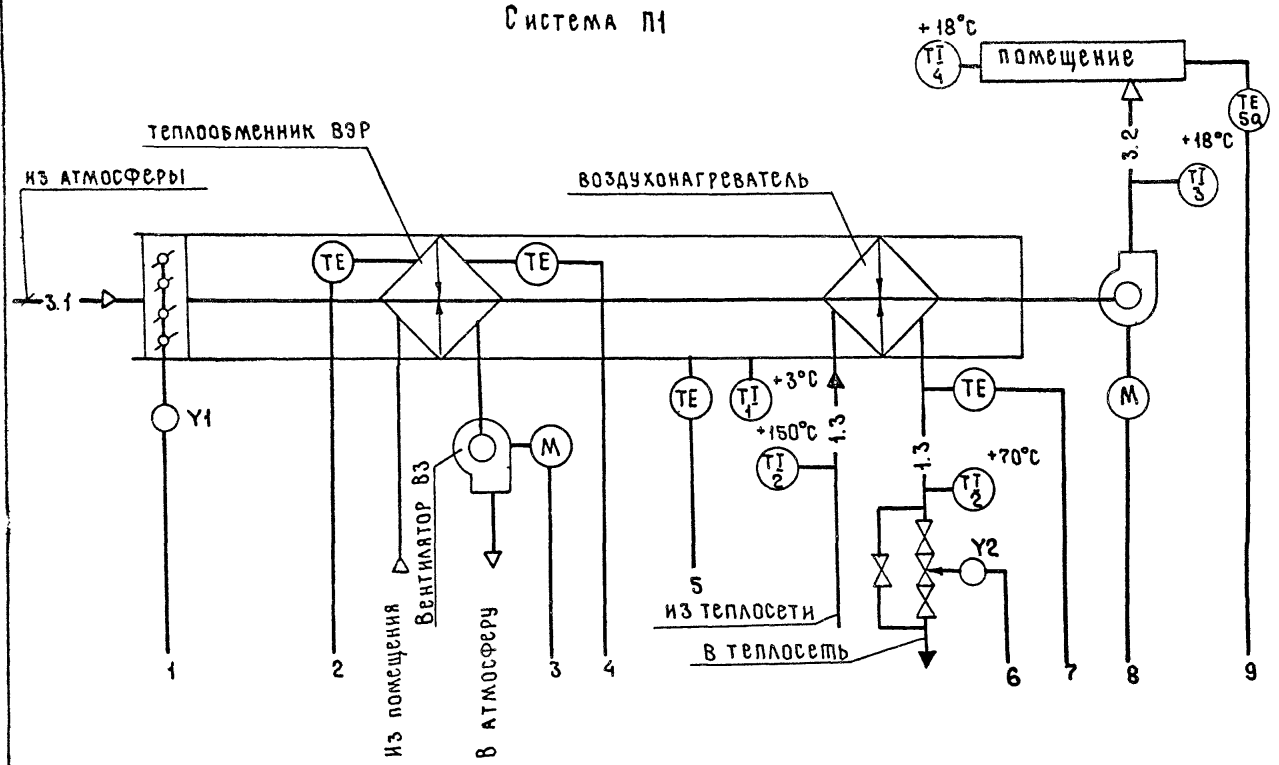 Система П1
+18°С
TI
4
ПОМЕЩЕНИЕ
TE
5а
3.2
+18°С
TI
3
ТЕПЛООБМЕННИК ВЭР
ИЗ АТМОСФЕРЫ
ВОЗДУХОНАГРЕВАТЕЛЬ
TE
TE
3.1
Y1
TE
TI
1
+3°С
TE
M
+150°С
1.3
TI
2
M
1.3
+70°С
TI
2
Вентилятор В3
Y2
5
ИЗ ТЕПЛОСЕТИ
В ТЕПЛОСЕТЬ
Из помещения
В атмосферу
1
2
3
4
6
7
8
9